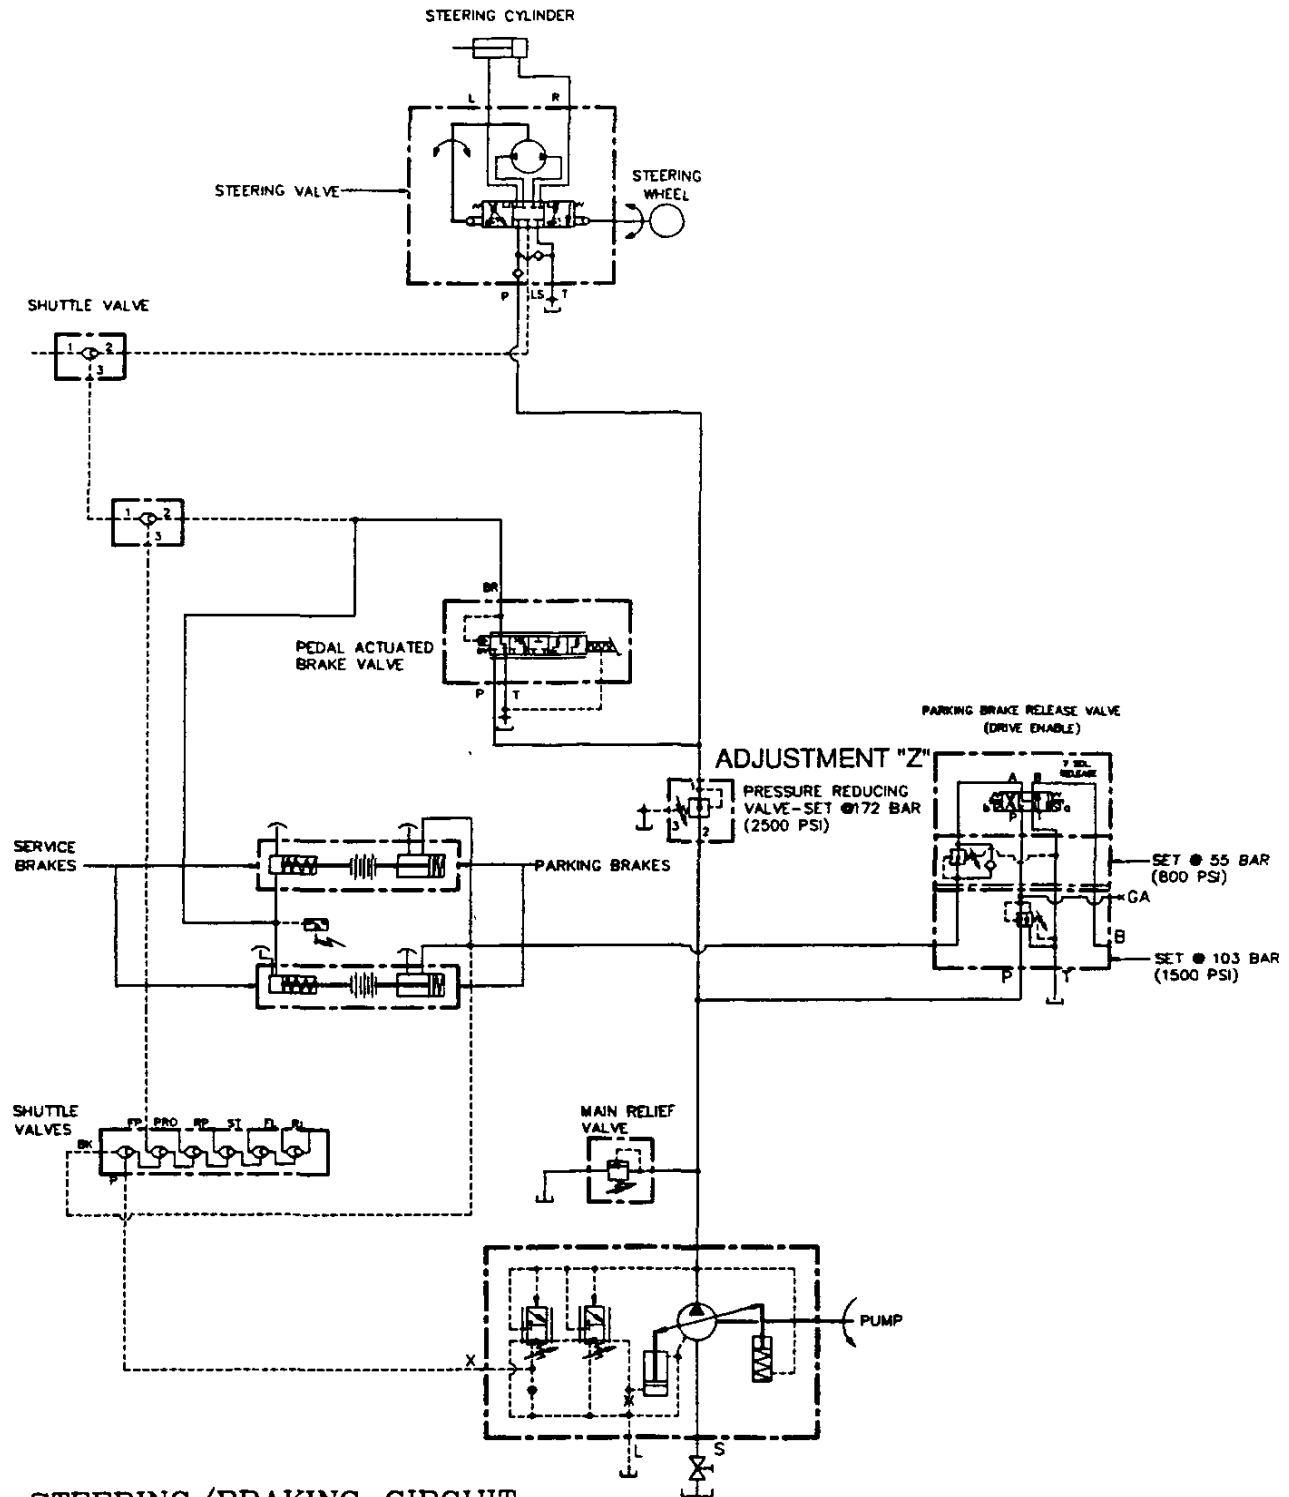 STEERING CYLINDER
L
R
STEERING VALVE
STEERING
WHEEL
P
LS
T
SHUTTLE VALVE
1
2
3
1
2
3
BR
PEDAL ACTUATED
BRAKE VALVE
P
T
PARKING BRAKE RELEASE VALVE
(DRIVE ENABLE)
ADJUSTMENT "Z"
PRESSURE REDUCING
VALVE-SET @172 BAR
(2500 PSI)
3
2
A
B
SOL
RELEASE
P
T
SERVICE
BRAKES
PARKING BRAKES
SET @ 55 BAR
(800 PSI)
GA
B
SET @ 103 BAR
(1500 PSI)
P
T
SHUTTLE
VALVES
FP
PRO
RP
ST
FL
BK
P
MAIN RELIEF
VALVE
PUMP
X
L
S
STEERING/BRAKING CIRCUIT